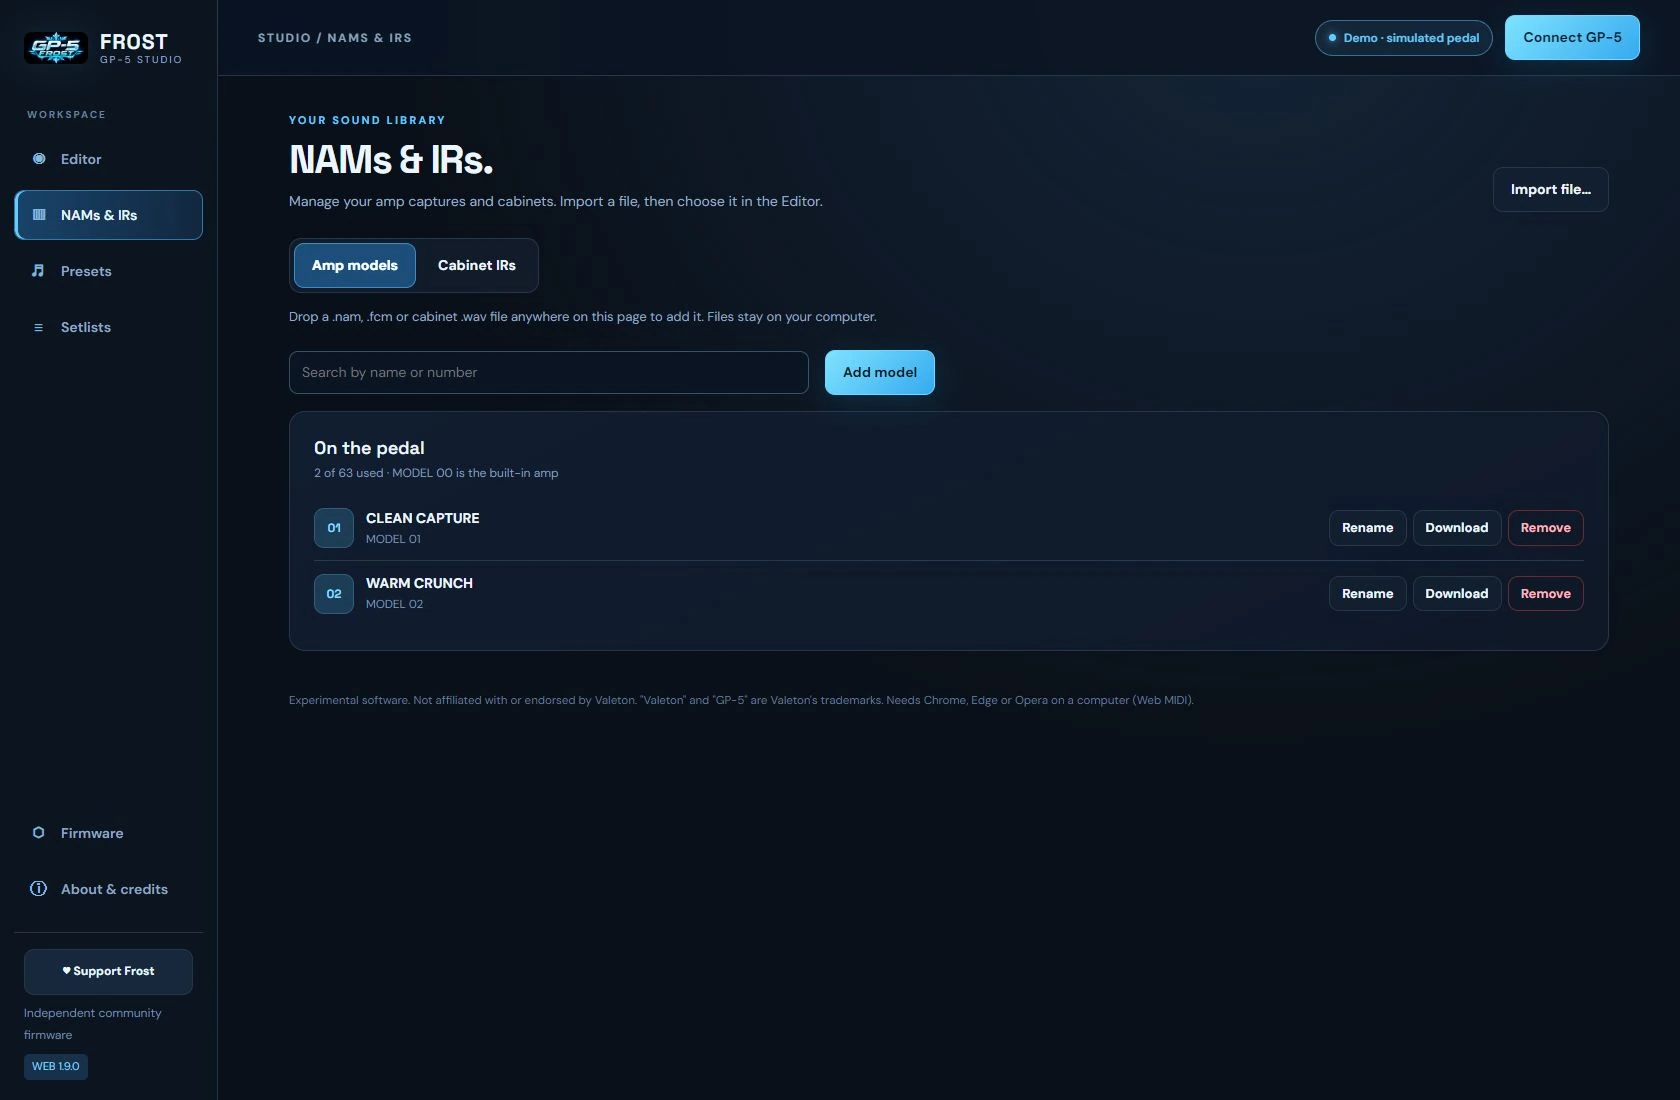 GP-5
FROST
FROST
GP-5 STUDIO
WORKSPACE
Editor
NAMs & IRs
Presets
Setlists
Firmware
About & credits
♥ Support Frost
Independent community
firmware
WEB 1.9.0
STUDIO / NAMS & IRS
Demo · simulated pedal
Connect GP-5
YOUR SOUND LIBRARY
NAMs & IRs.
Manage your amp captures and cabinets. Import a file, then choose it in the Editor.
Import file...
Amp models
Cabinet IRs
Drop a .nam, .fcm or cabinet .wav file anywhere on this page to add it. Files stay on your computer.
Search by name or number
Add model
On the pedal
2 of 63 used · MODEL 00 is the built-in amp
01
CLEAN CAPTURE
MODEL 01
Rename
Download
Remove
02
WARM CRUNCH
MODEL 02
Rename
Download
Remove
Experimental software. Not affiliated with or endorsed by Valeton. "Valeton" and "GP-5" are Valeton's trademarks. Needs Chrome, Edge or Opera on a computer (Web MIDI).